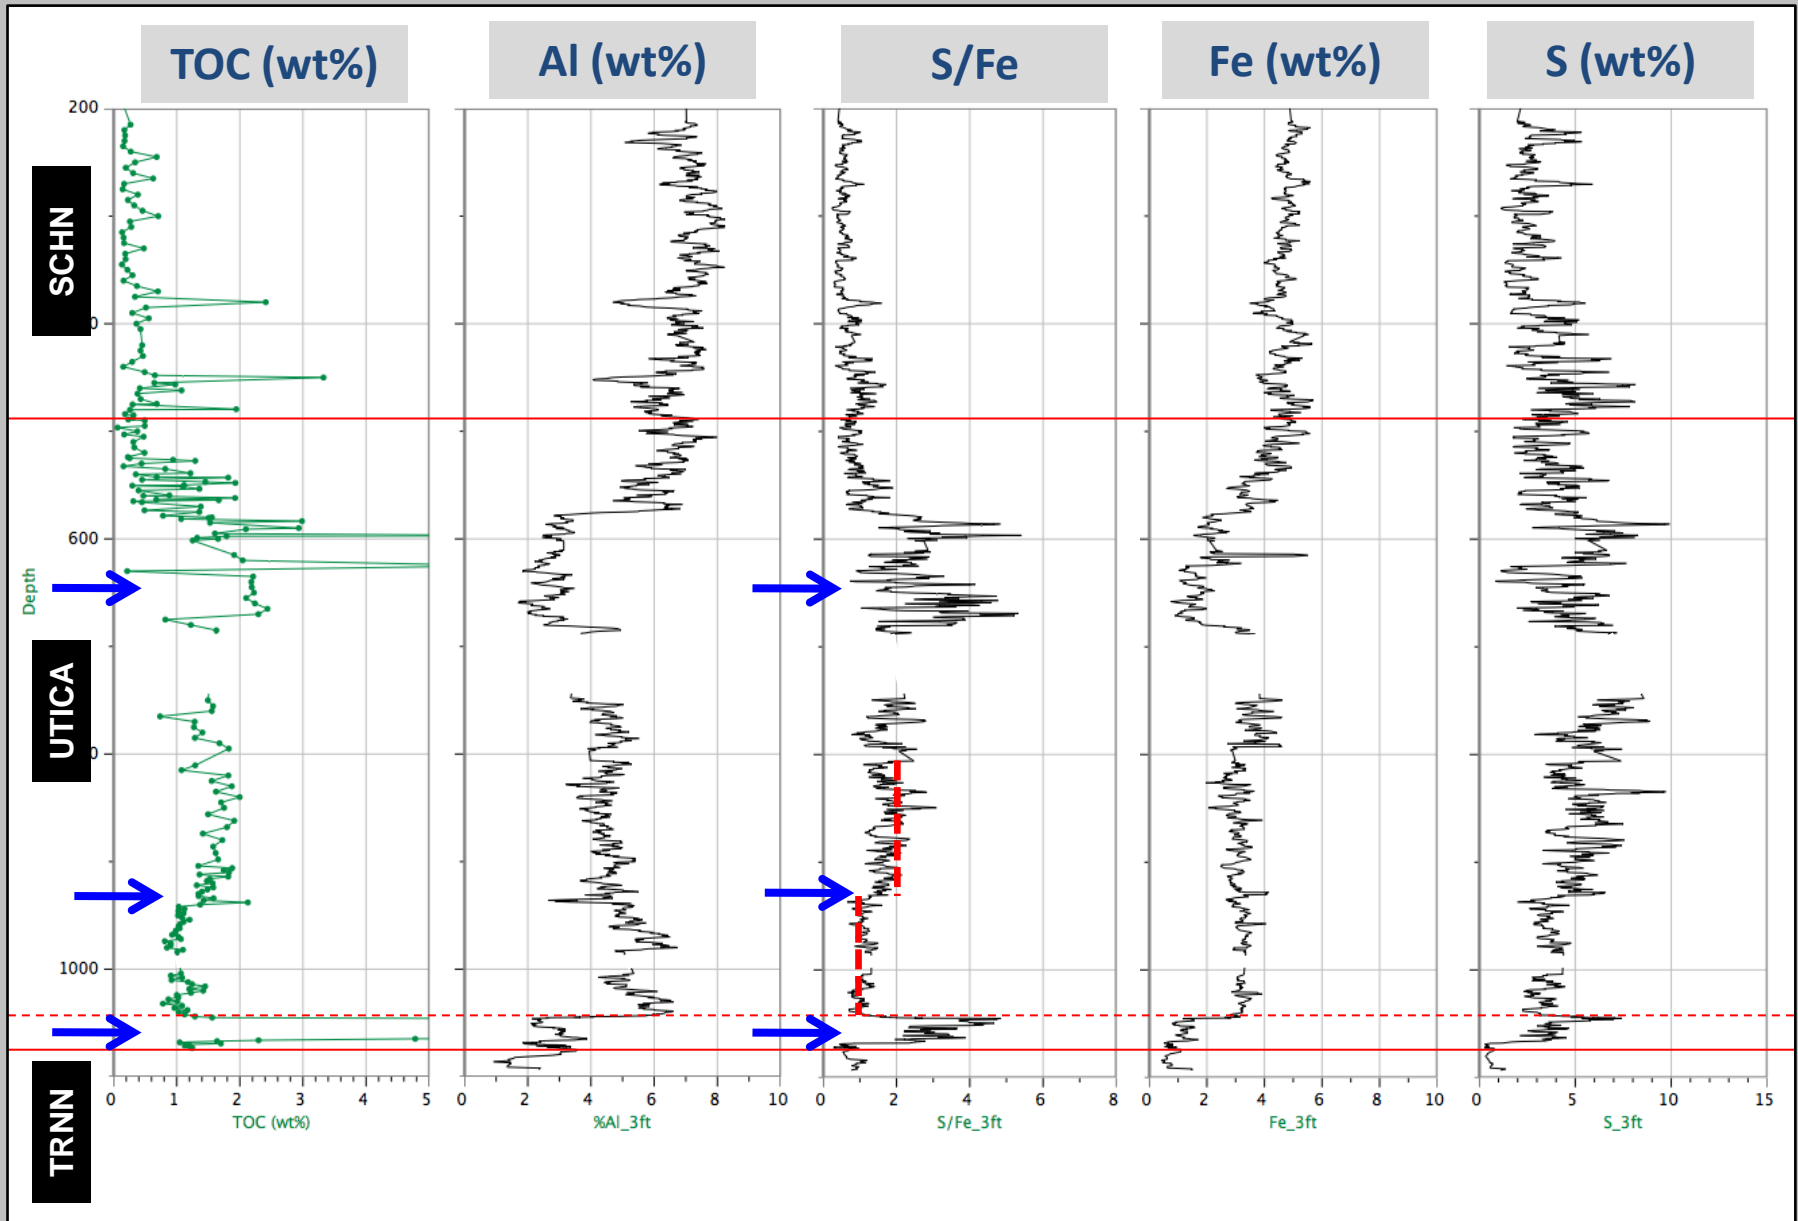 TOC (wt%) Al (wt%) S/Fe Fe (wt%) S (wt%)
200
SCHN
0
600
Depth
UTICA
0
1000
TRNN
0 1 2 3 4 5 0 2 4 6 8 10 0 2 4 6 8 0 2 4 6 8 10 0 5 10 15
TOC (wt%) %Al_3ft S/Fe_3ft Fe_3ft S_3ft